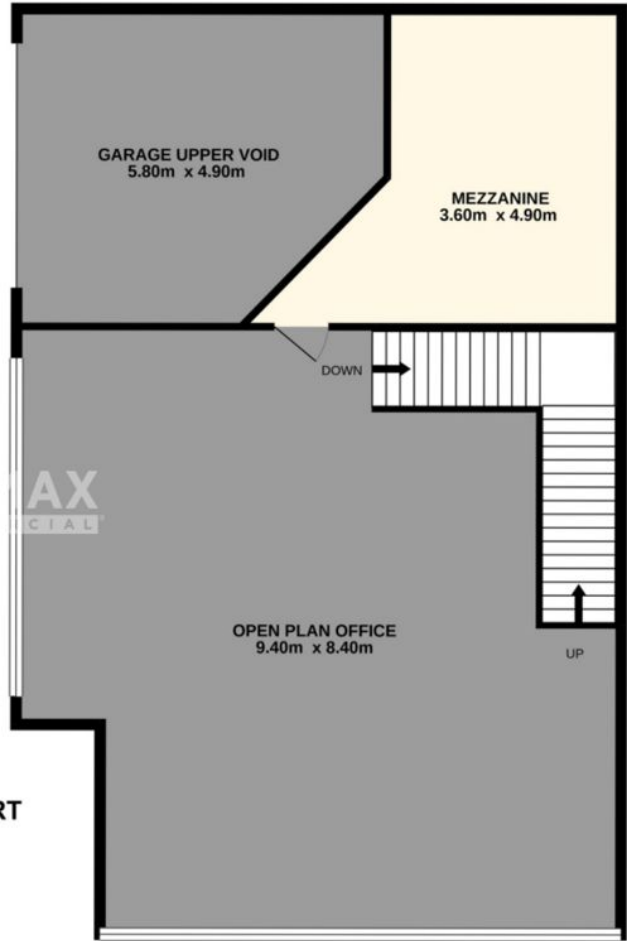 GARAGE UPPER VOID
5.80m x 4.90m
MEZZANINE
3.60m x 4.90m
DOWN
OPEN PLAN OFFICE
9.40m x 8.40m
UP